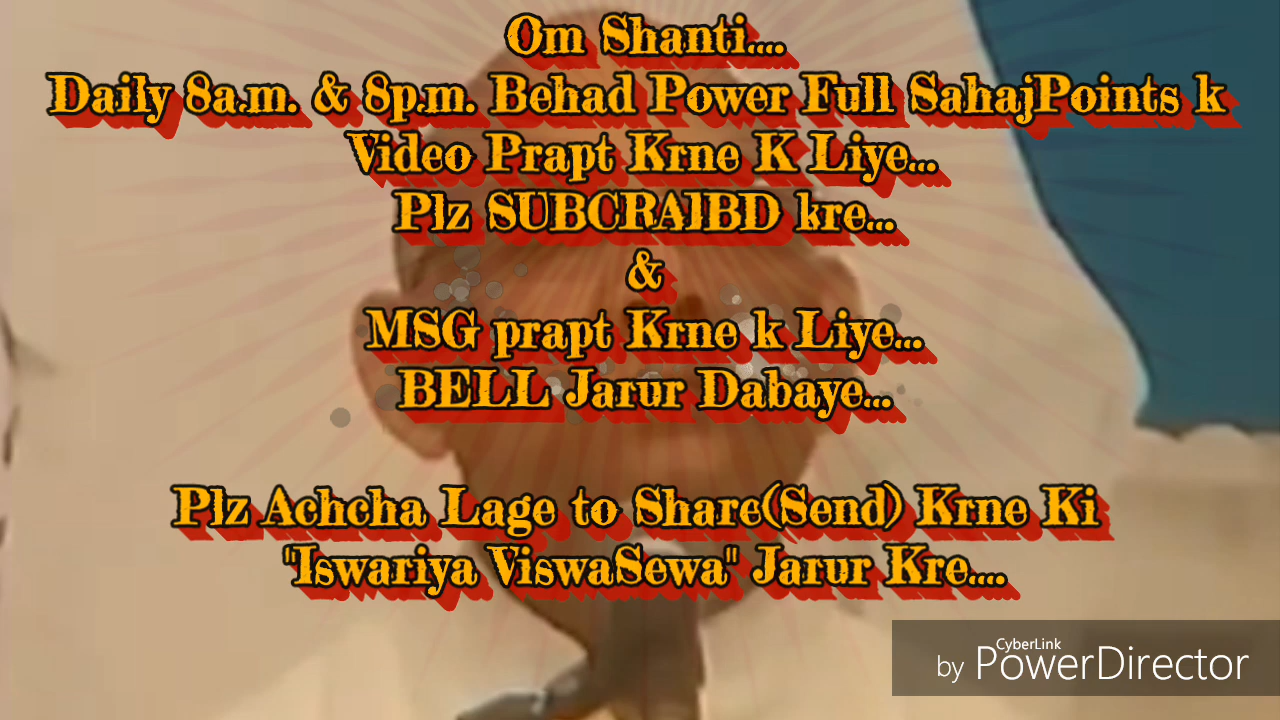 Om Shanti....
Daily 8a.m. & 8p.m. Behad Power Full SahajPoints k
Video Prapt Krne K Liye...
Plz SUBCRAIBD kre...
&
MSG prapt Krne k Liye...
BELL Jarur Dabaye...
Plz Achcha Lage to Share(Send) Krne Ki
"Iswariya ViswaSewa" Jarur Kre....
CyberLink
by PowerDirector